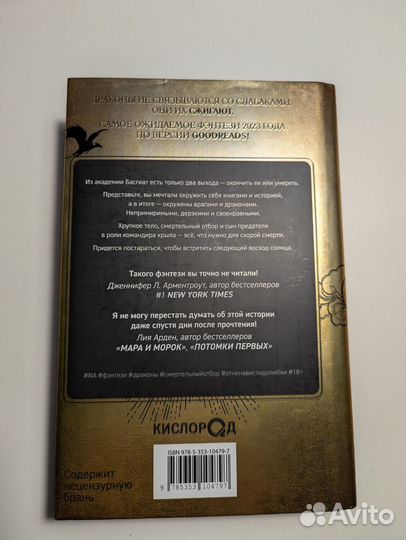 ДРАКОНЫ НЕ СВЯЗЫВАЮТСЯ СО СЛАБАКАМИ.
ОНИ ИХ СЖИГАЮТ.
САМОЕ ОЖИДАЕМОЕ ФЭНТЕЗИ 2023 ГОДА
ПО ВЕРСИИ GOODREADS!
Из академии Басгиат есть только два выхода – окончить ее или умереть.
Представьте, вы мечтали окружить себя книгами и историей,
а в итоге – окружены врагами и драконами.
Непримиримыми, дерзкими и своенравными.
Хрупкое тело, смертельный отбор и сын предателя
в роли командира крыла – всё, что нужно для скорой смерти.
Придется постараться, чтобы встретить следующий восход солнца.
Такого фэнтези вы точно не читали!
Дженнифер Л. Арментроут, автор бестселлеров
#1 NEW YORK TIMES
Я не могу перестать думать об этой истории
даже спустя дни после прочтения!
Лия Арден, автор бестселлеров
«МАРА И МОРОК», «ПОТОМКИ ПЕРВЫХ»
#NA #фэнтези #драконы #смертельныйотбор #отненавистидолюбви #18+
КИСЛОРОД
2
ISBN 978-5-353-10479-7
9 785353 104797
Содержит
нецензурную
брань
Avito